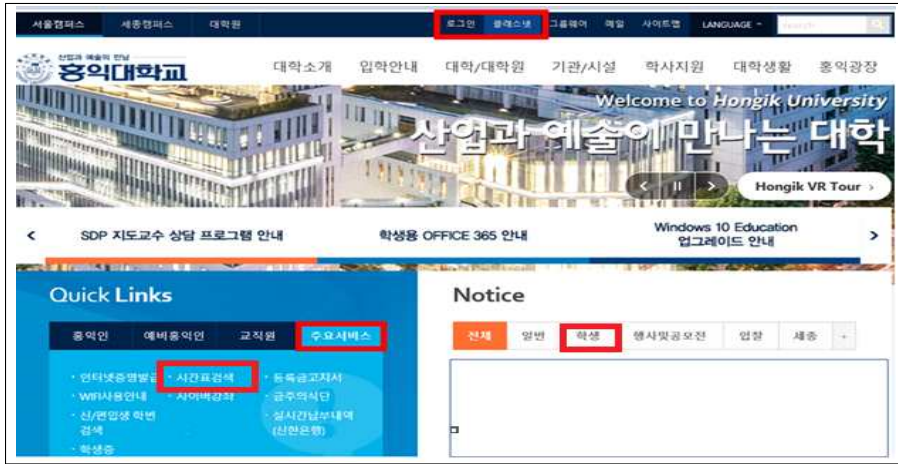 서울캠퍼스 세종캠퍼스 대학원 로그인 클래스넷 그룹웨어 메일 사이트맵 LANGUAGE Search
산업과 예술의 만남
홍익대학교 대학소개 입학안내 대학/대학원 기관/시설 학사지원 대학생활 홍익광장
Welcome to Hongik University
산업과 예술이 만나는 대학
Hongik VR Tour >
SDP 지도교수 상담 프로그램 안내
학생용 OFFICE 365 안내
Windows 10 Education
업그레이드 안내
Quick Links
홍익인 예비홍익인 교직원 주요서비스
· 인터넷증명발급 · 시간표검색 · 등록금고지서
· WIFI사용안내 · 사이버강좌 · 금주의식단
· 신/편입생 학번
검색
· 실시간납부내역
(신한은행)
· 학생증
Notice
전체 일반 학생 행사및공모전 입찰 세종 +